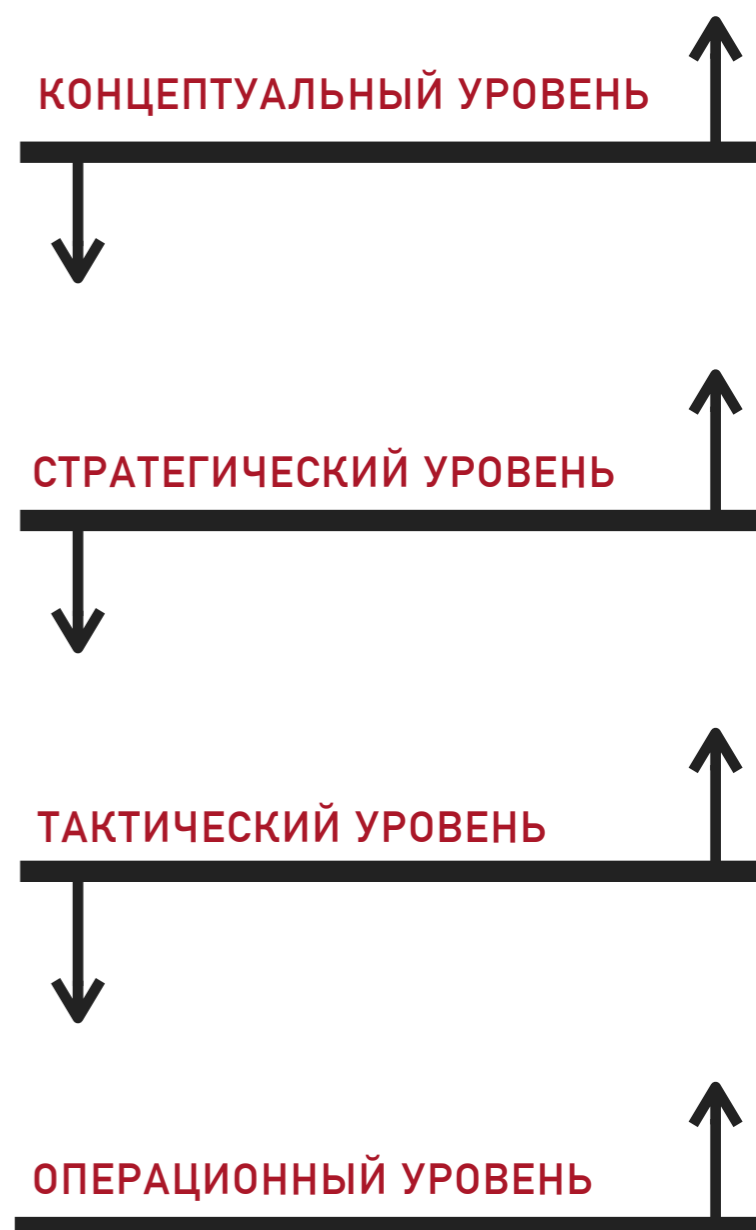 КОНЦЕПТУАЛЬНЫЙ УРОВЕНЬ
СТРАТЕГИЧЕСКИЙ УРОВЕНЬ
ТАКТИЧЕСКИЙ УРОВЕНЬ
ОПЕРАЦИОННЫЙ УРОВЕНЬ